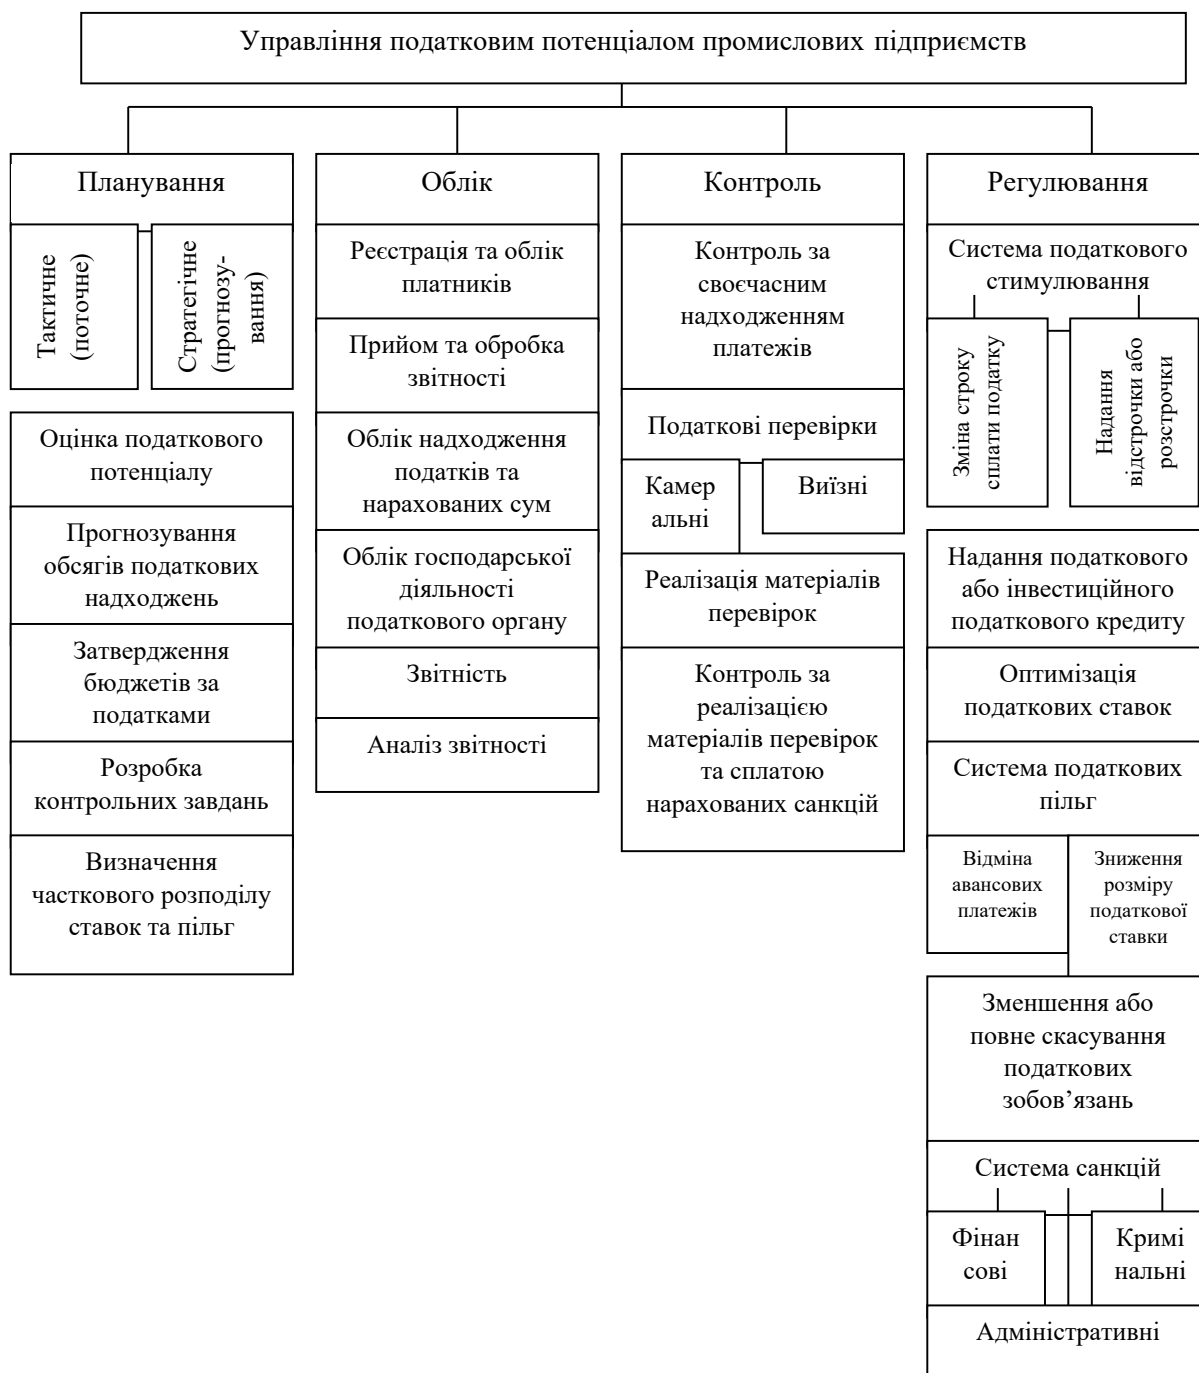 Управління податковим потенціалом промислових підприємств
Планування
Тактичне
(поточне)
Стратегічне
(прогнозу-
вання)
Оцінка податкового
потенціалу
Прогнозування
обсягів податкових
надходжень
Затвердження
бюджетів за
податками
Розробка
контрольних завдань
Визначення
часткового розподілу
ставок та пільг
Облік
Реєстрація та облік
платників
Прийом та обробка
звітності
Облік надходження
податків та
нарахованих сум
Облік господарської
діяльності
податкового органу
Звітність
Аналіз звітності
Контроль
Контроль за
своєчасним
надходженням
платежів
Податкові перевірки
Камер
альні
Виїзні
Реалізація матеріалів
перевірок
Контроль за
реалізацією
матеріалів перевірок
та сплатою
нарахованих санкцій
Регулювання
Система податкового
стимулювання
Зміна строку
сплати податку
Надання
відстрочки або
розстрочки
Надання податкового
або інвестиційного
податкового кредиту
Оптимізація
податкових ставок
Система податкових
пільг
Відміна
авансових
платежів
Зниження
розміру
податкової
ставки
Зменшення або
повне скасування
податкових
зобов’язань
Система санкцій
Фінан
сові
Кримі
нальні
Адміністративні